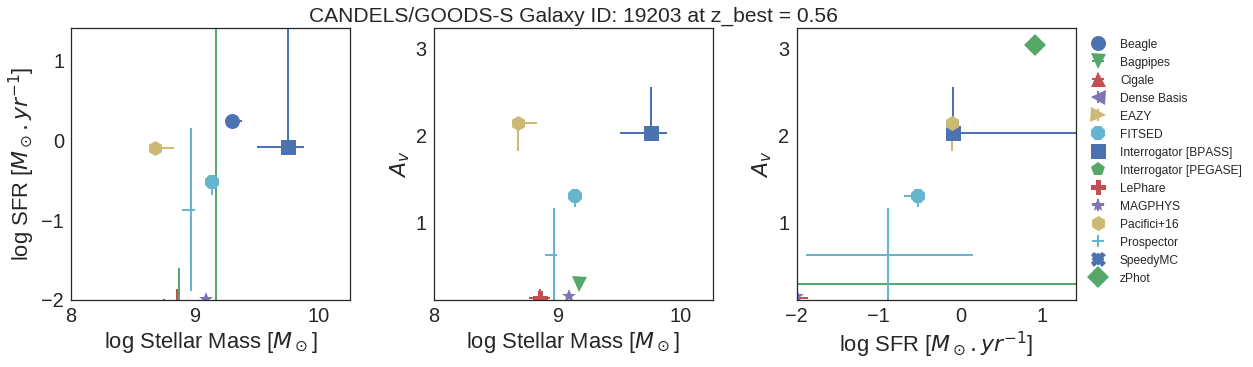 CANDELS/GOODS-S Galaxy ID: 19203 at z_best = 0.56
log SFR [M⊙.yr⁻¹]
1
0
−1
−2
8 9 10
log Stellar Mass [M⊙]
A_V
3
2
1
8 9 10
log Stellar Mass [M⊙]
A_V
3
2
1
−2 −1 0 1
log SFR [M⊙.yr⁻¹]
Beagle
Bagpipes
Cigale
Dense Basis
EAZY
FITSED
Interrogator [BPASS]
Interrogator [PEGASE]
LePhare
MAGPHYS
Pacifici+16
Prospector
SpeedyMC
zPhot